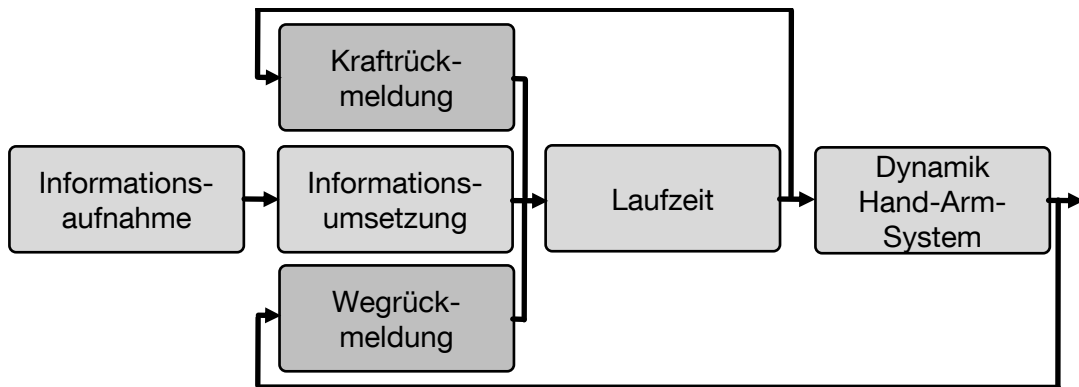 Kraftrück-
meldung
Informations-
aufnahme
Informations-
umsetzung
Laufzeit
Dynamik
Hand-Arm-
System
Wegrück-
meldung